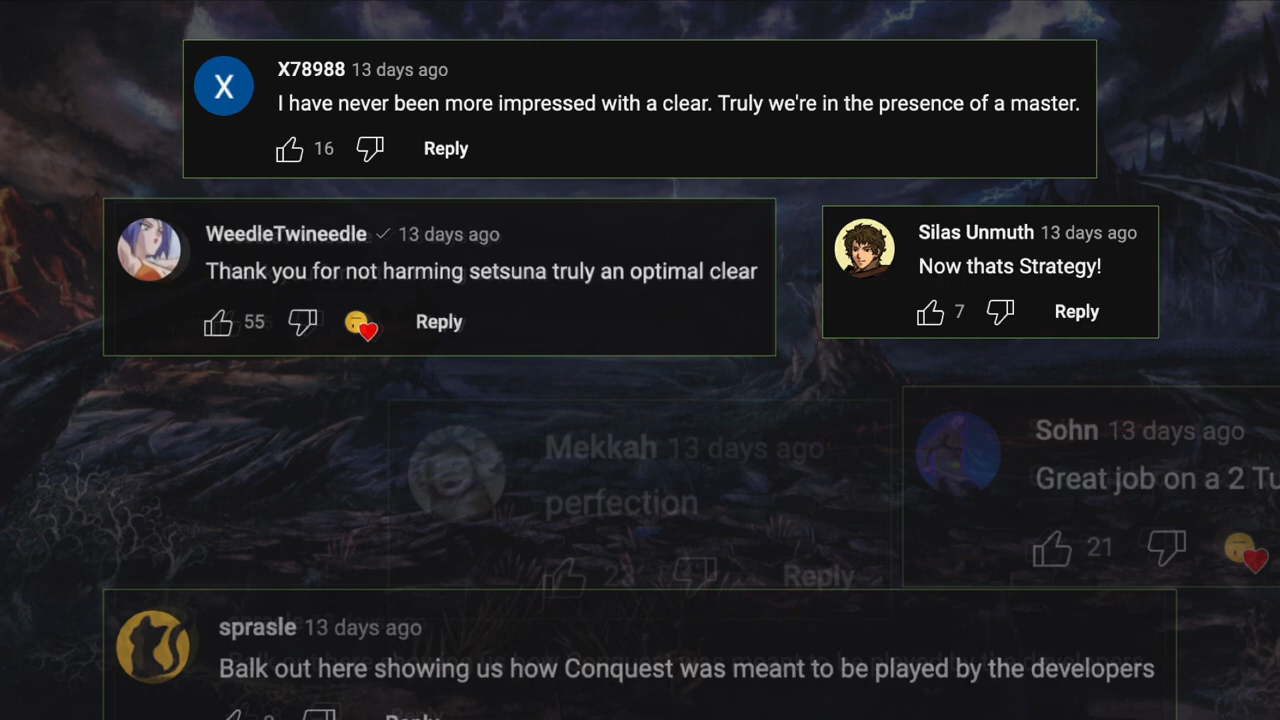 X
X78988 13 days ago
I have never been more impressed with a clear. Truly we're in the presence of a master.
16 Reply
WeedleTwineedle 13 days ago
Thank you for not harming setsuna truly an optimal clear
55 Reply
Silas Unmuth 13 days ago
Now thats Strategy!
7 Reply
Mekkah 13 days ago
perfection
23 Reply
Sohn 13 days ago
Great job on a 2 Tu
21
sprasle 13 days ago
Balk out here showing us how Conquest was meant to be played by the developers
Reply